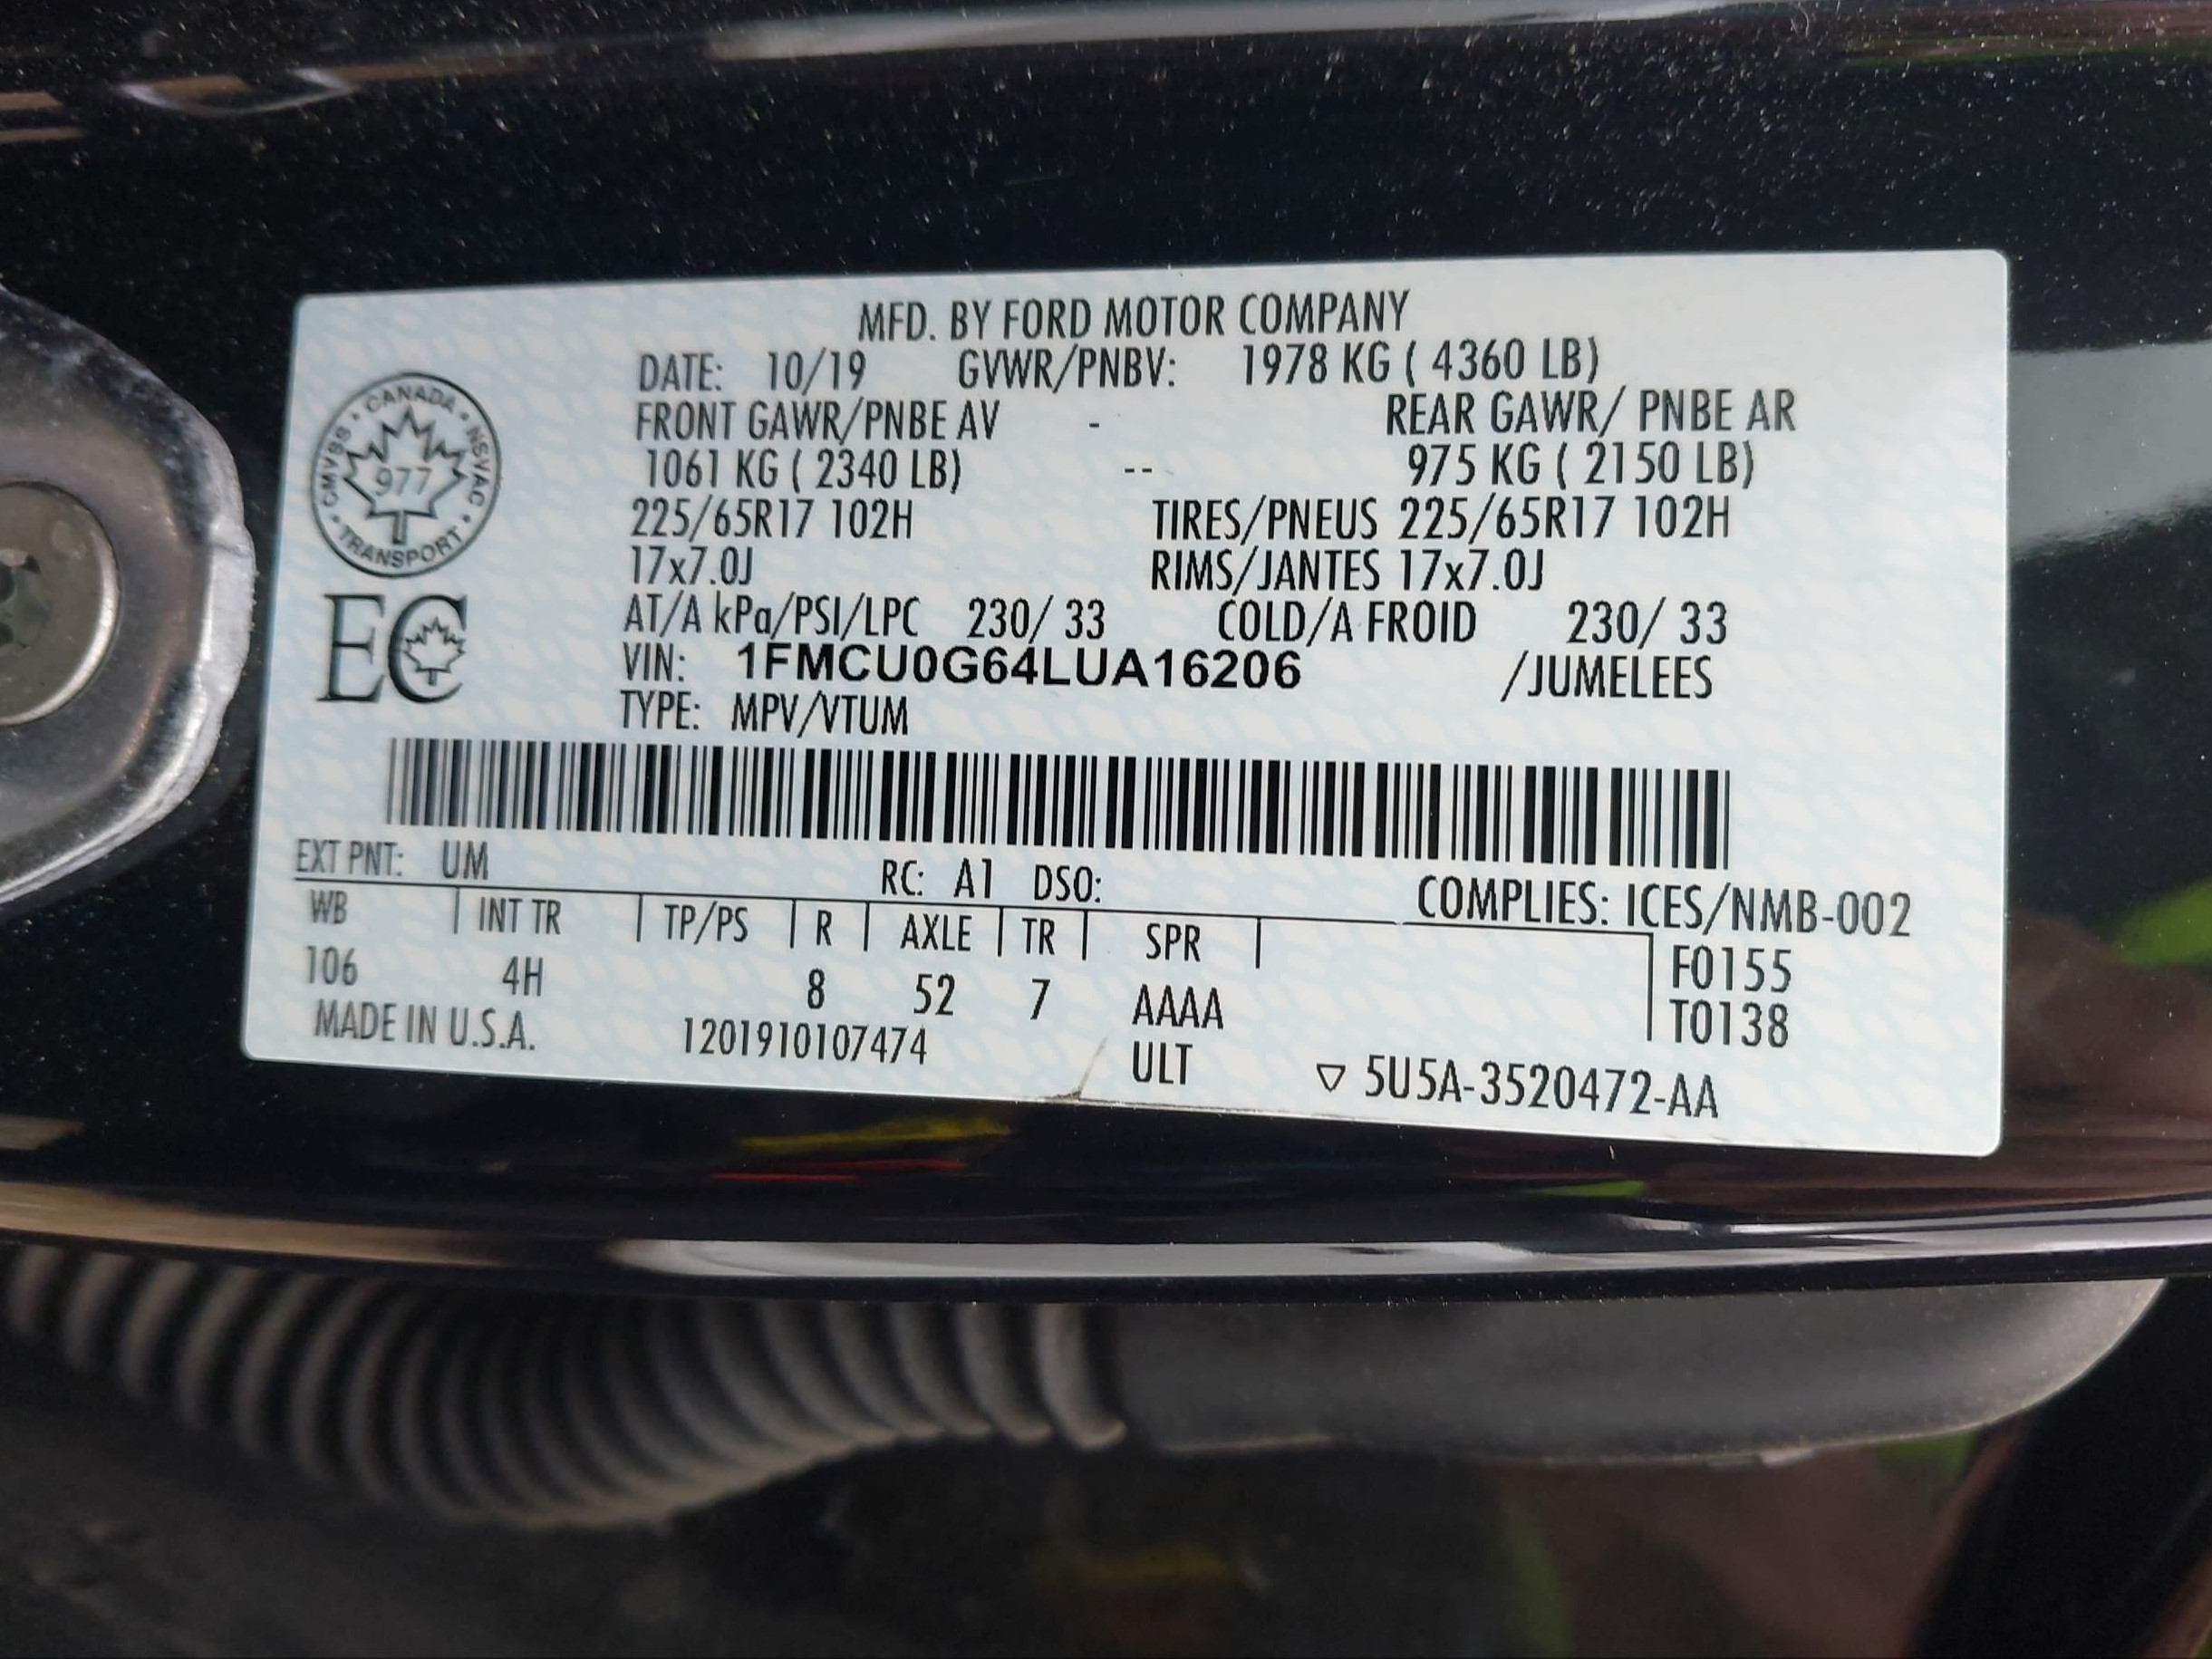 MFD. BY FORD MOTOR COMPANY
DATE: 10/19 GVWR/PNBV: 1978 KG ( 4360 LB)
FRONT GAWR/PNBE AV - REAR GAWR/ PNBE AR
1061 KG ( 2340 LB) -- 975 KG ( 2150 LB)
225/65R17 102H TIRES/PNEUS 225/65R17 102H
17x7.0J RIMS/JANTES 17x7.0J
AT/A kPa/PSI/LPC 230/ 33 COLD/A FROID 230/ 33
VIN: 1FMCU0G64LUA16206 /JUMELEES
TYPE: MPV/VTUM
CANADA • NSVAC • TRANSPORT • CMVSS •
977
EC
EXT PNT: UM RC: A1 DSO: COMPLIES: ICES/NMB-002
WB | INT TR | TP/PS | R | AXLE | TR | SPR |
F0155
106 4H 8 52 7 AAAA
T0138
MADE IN U.S.A. 1201910107474 ULT ▽ 5U5A-3520472-AA